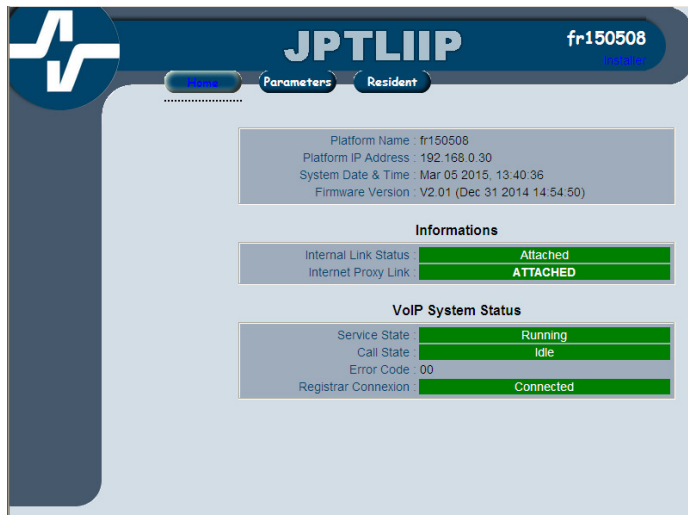 JPTLIIP
fr150508
Installer
Home
Parameters
Resident
Platform Name : fr150508
Platform IP Address : 192.168.0.30
System Date & Time : Mar 05 2015, 13:40:36
Firmware Version : V2.01 (Dec 31 2014 14:54:50)
Informations
Internal Link Status : Attached
Internet Proxy Link : ATTACHED
VoIP System Status
Service State : Running
Call State : Idle
Error Code : 00
Registrar Connexion : Connected